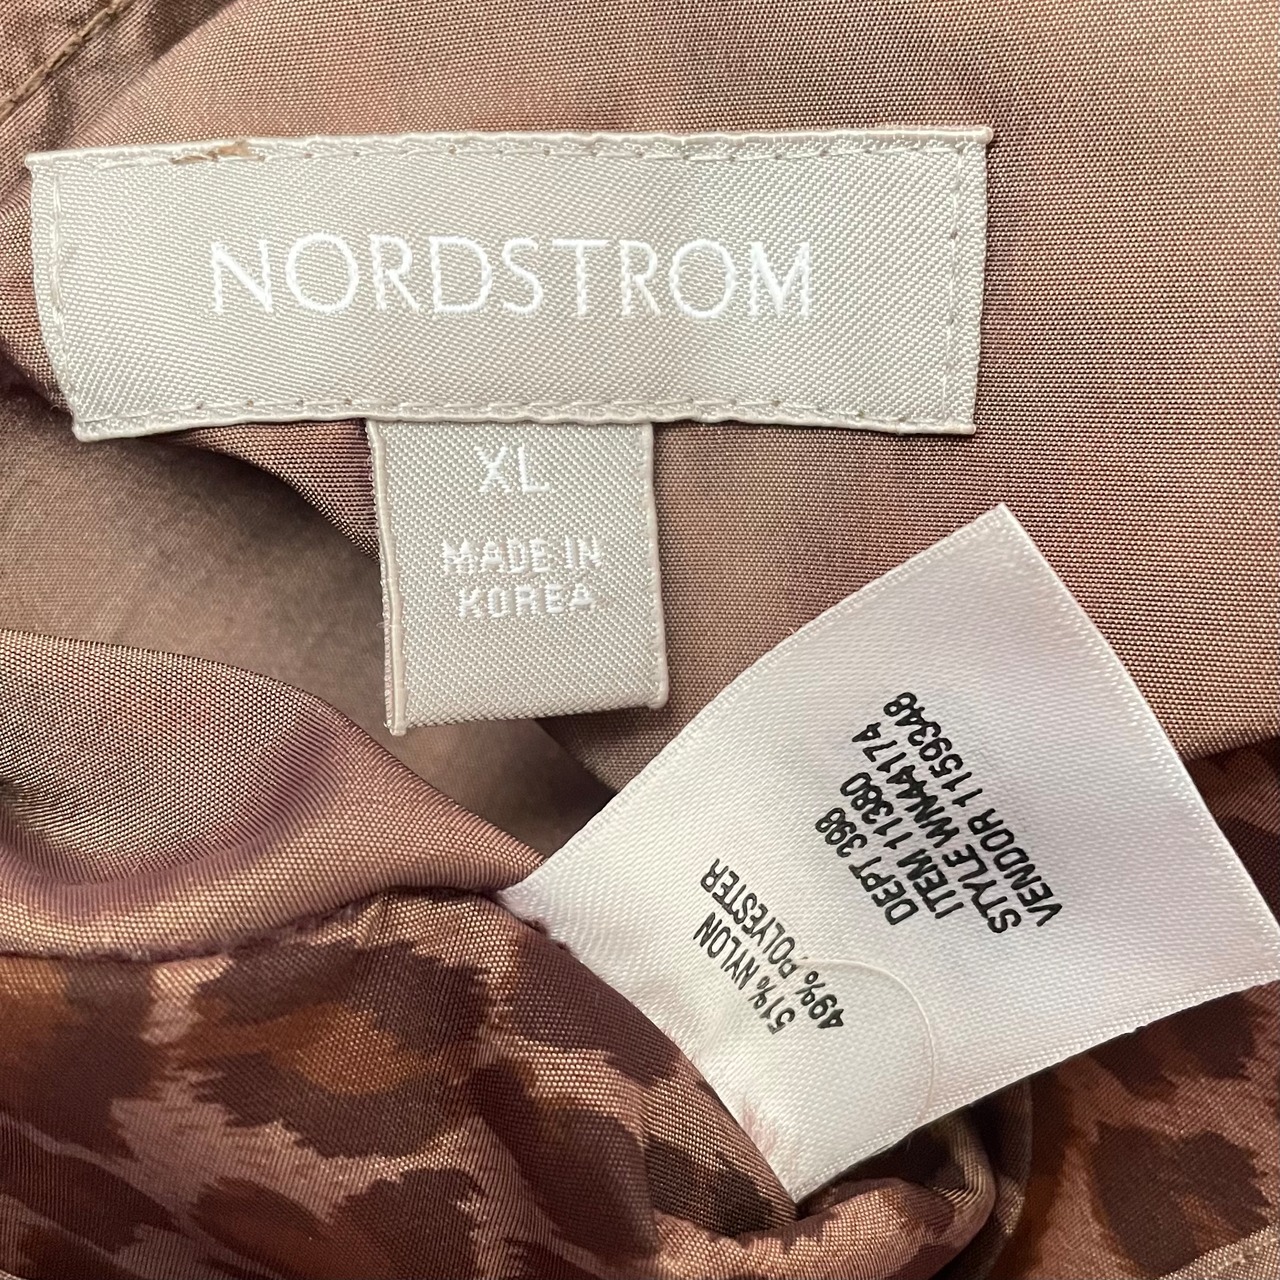 NORDSTROM
XL
MADE IN
KOREA
51% NYLON
49% POLYESTER
DEPT 398
ITEM 11380
STYLE WN44174
VENDOR 1159348